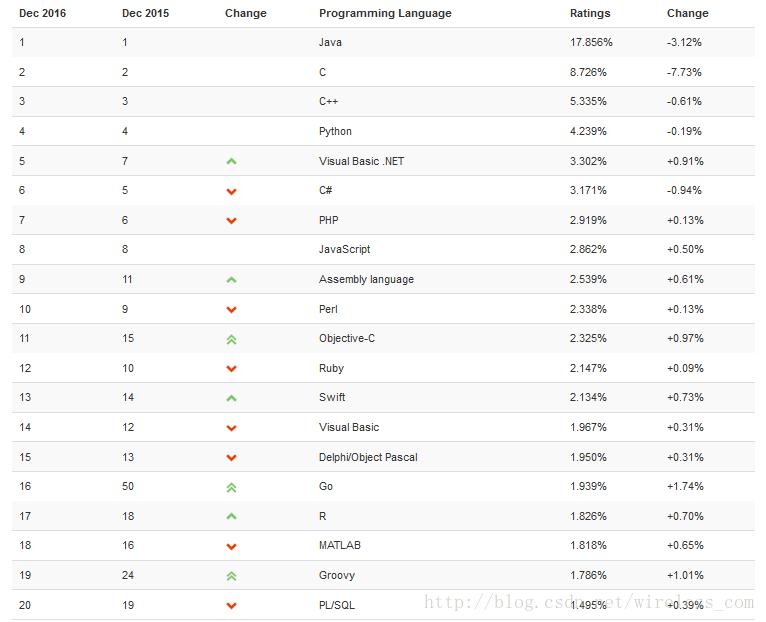 Dec 2016 Dec 2015 Change Programming Language Ratings Change
1 1 Java 17.856% -3.12%
2 2 C 8.726% -7.73%
3 3 C++ 5.335% -0.61%
4 4 Python 4.239% -0.19%
5 7 Visual Basic .NET 3.302% +0.91%
6 5 C# 3.171% -0.94%
7 6 PHP 2.919% +0.13%
8 8 JavaScript 2.862% +0.50%
9 11 Assembly language 2.539% +0.61%
10 9 Perl 2.338% +0.13%
11 15 Objective-C 2.325% +0.97%
12 10 Ruby 2.147% +0.09%
13 14 Swift 2.134% +0.73%
14 12 Visual Basic 1.967% +0.31%
15 13 Delphi/Object Pascal 1.950% +0.31%
16 50 Go 1.939% +1.74%
17 18 R 1.826% +0.70%
18 16 MATLAB 1.818% +0.65%
19 24 Groovy 1.786% +1.01%
20 19 PL/SQL 1.495% +0.39%
http://blog.csdn.net/wireless_com